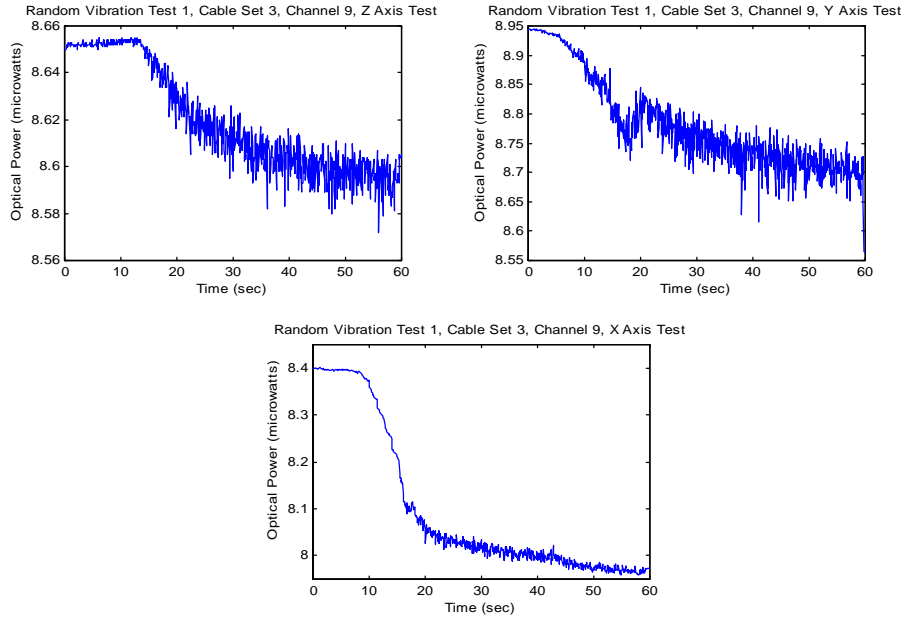 Random Vibration Test 1, Cable Set 3, Channel 9, Z Axis Test
8.66
8.64
8.62
8.6
8.58
8.56
Optical Power (microwatts)
0 10 20 30 40 50 60
Time (sec)
Random Vibration Test 1, Cable Set 3, Channel 9, Y Axis Test
8.95
8.9
8.85
8.8
8.75
8.7
8.65
8.6
8.55
Optical Power (microwatts)
0 10 20 30 40 50 60
Time (sec)
Random Vibration Test 1, Cable Set 3, Channel 9, X Axis Test
8.4
8.3
8.2
8.1
8
Optical Power (microwatts)
0 10 20 30 40 50 60
Time (sec)